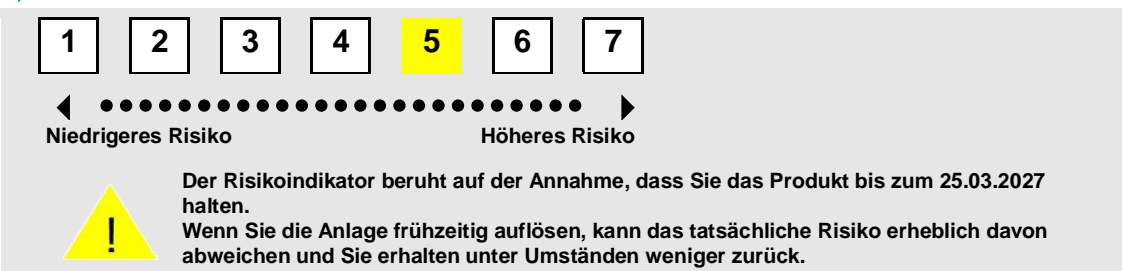 1 2 3 4 5 6 7
Niedrigeres Risiko Höheres Risiko
Der Risikoindikator beruht auf der Annahme, dass Sie das Produkt bis zum 25.03.2027
halten.
! Wenn Sie die Anlage frühzeitig auflösen, kann das tatsächliche Risiko erheblich davon
abweichen und Sie erhalten unter Umständen weniger zurück.